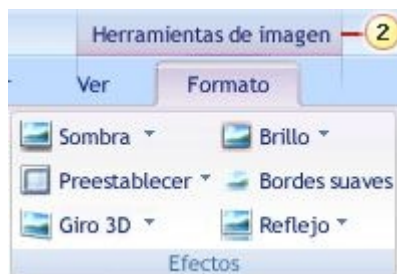 Herramientas de imagen 2
Ver Formato
Sombra Brillo
Preestablecer Bordes suaves
Giro 3D Reflejo
Efectos